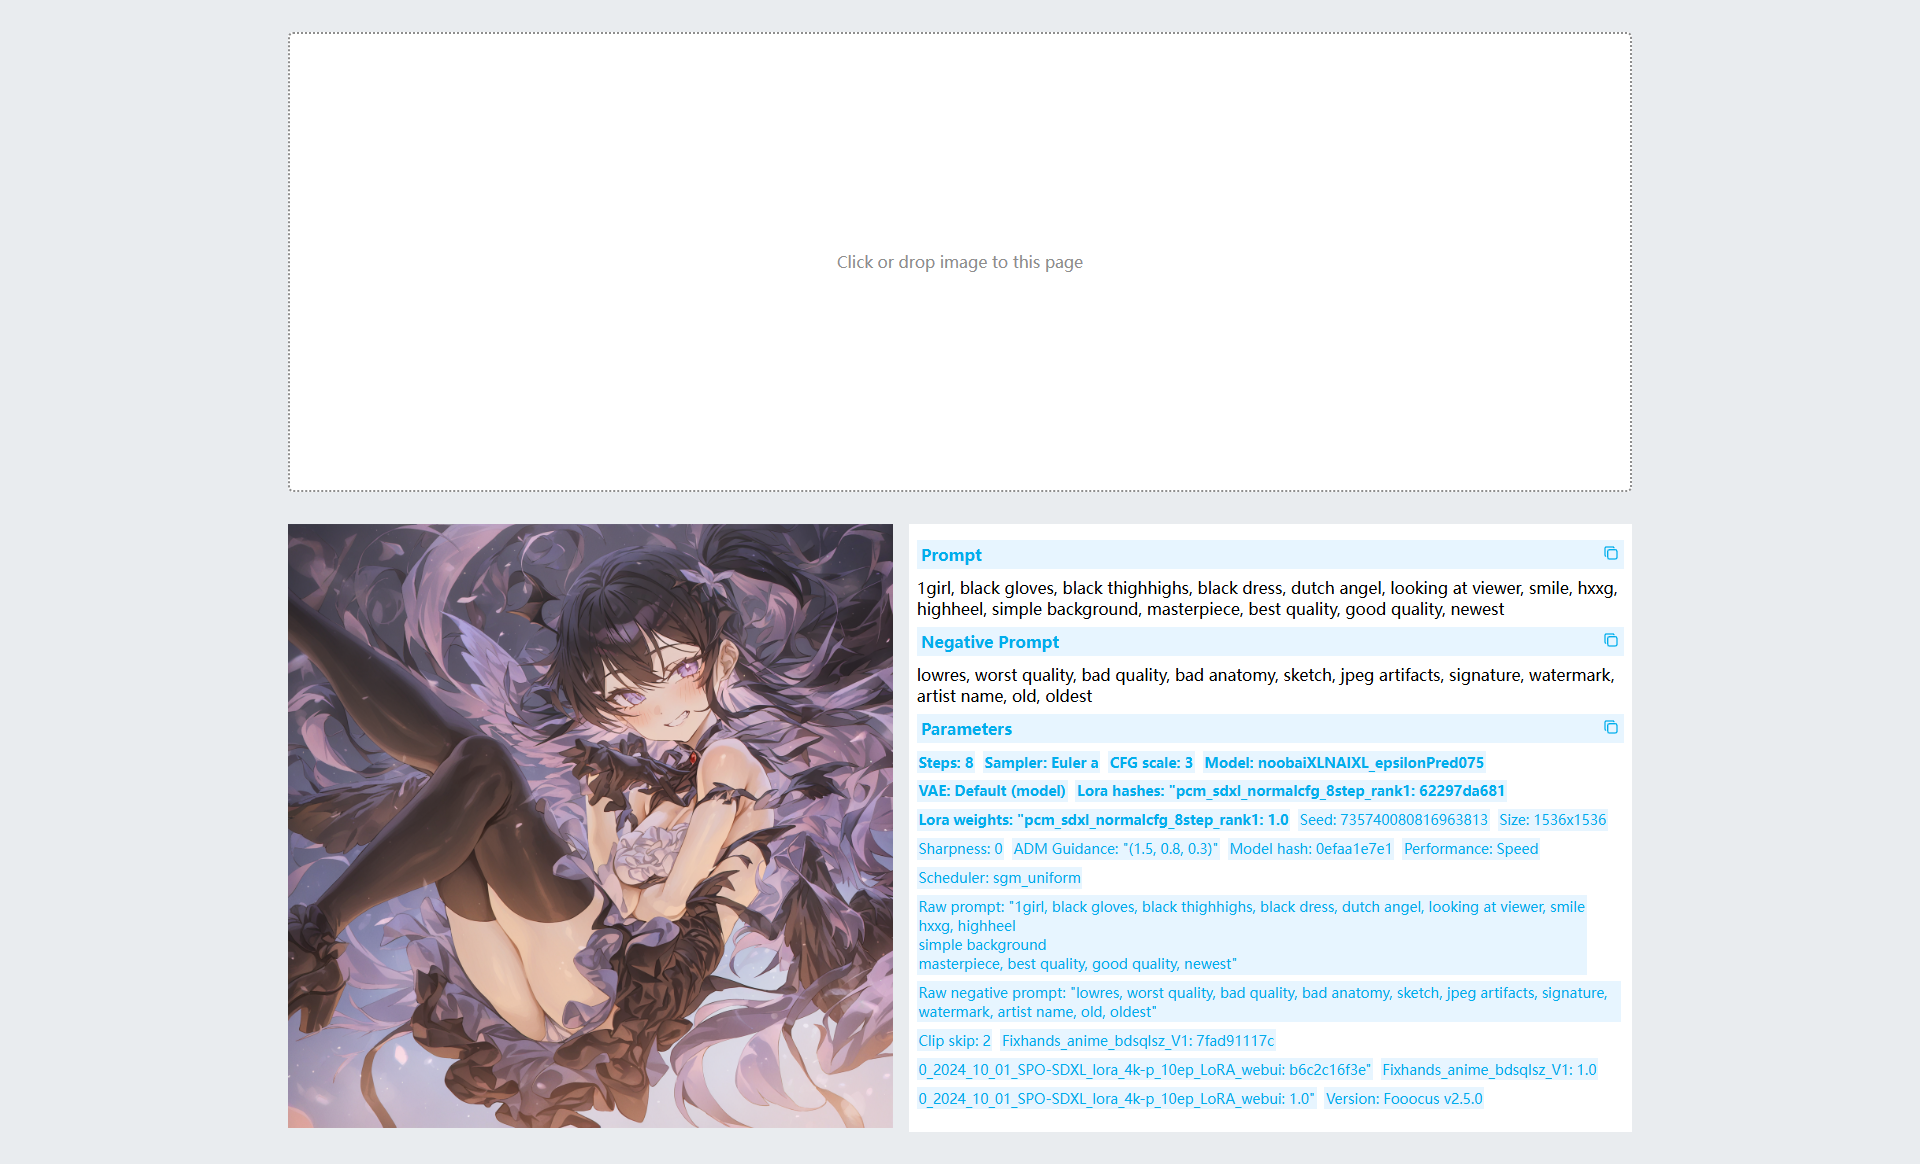 Click or drop image to this page
Prompt
1girl, black gloves, black thighhighs, black dress, dutch angel, looking at viewer, smile, hxxg,
highheel, simple background, masterpiece, best quality, good quality, newest
Negative Prompt
lowres, worst quality, bad quality, bad anatomy, sketch, jpeg artifacts, signature, watermark,
artist name, old, oldest
Parameters
Steps: 8 Sampler: Euler a CFG scale: 3 Model: noobaiXLNAIXL_epsilonPred075
VAE: Default (model) Lora hashes: "pcm_sdxl_normalcfg_8step_rank1: 62297da681
Lora weights: "pcm_sdxl_normalcfg_8step_rank1: 1.0 Seed: 735740080816963813 Size: 1536x1536
Sharpness: 0 ADM Guidance: "(1.5, 0.8, 0.3)" Model hash: 0efaa1e7e1 Performance: Speed
Scheduler: sgm_uniform
Raw prompt: "1girl, black gloves, black thighhighs, black dress, dutch angel, looking at viewer, smile
hxxg, highheel
simple background
masterpiece, best quality, good quality, newest"
Raw negative prompt: "lowres, worst quality, bad quality, bad anatomy, sketch, jpeg artifacts, signature,
watermark, artist name, old, oldest"
Clip skip: 2 Fixhands_anime_bdsqlsz_V1: 7fad91117c
0_2024_10_01_SPO-SDXL_lora_4k-p_10ep_LoRA_webui: b6c2c16f3e" Fixhands_anime_bdsqlsz_V1: 1.0
0_2024_10_01_SPO-SDXL_lora_4k-p_10ep_LoRA_webui: 1.0" Version: Fooocus v2.5.0